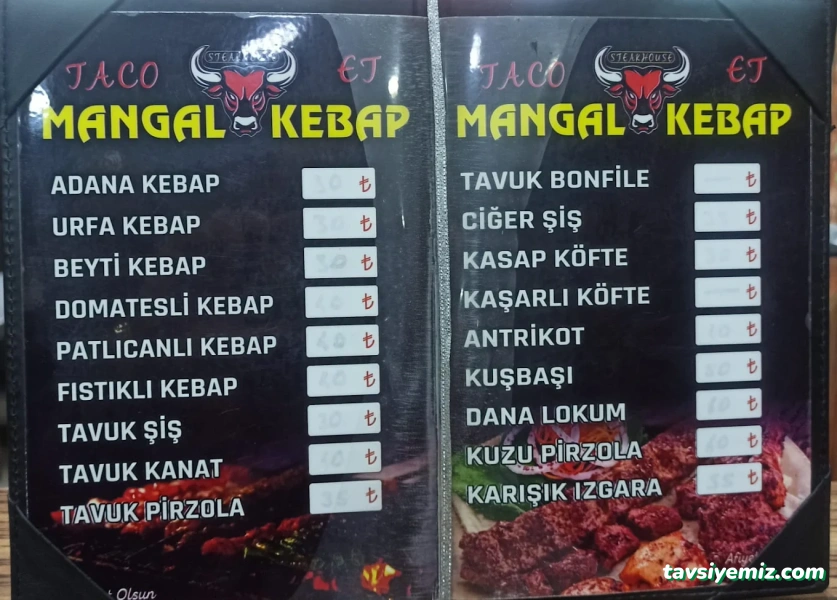 TACO
STEAKHOUSE
ET
MANGAL KEBAP
ADANA KEBAP ₺
URFA KEBAP ₺
BEYTİ KEBAP ₺
DOMATESLİ KEBAP ₺
PATLICANLI KEBAP ₺
FISTIKLI KEBAP ₺
TAVUK ŞİŞ ₺
TAVUK KANAT ₺
TAVUK PİRZOLA 35 ₺
Olsun
TACO
STEAKHOUSE
ET
MANGAL KEBAP
TAVUK BONFİLE ₺
CİĞER ŞİŞ ₺
KASAP KÖFTE ₺
KAŞARLI KÖFTE ₺
ANTRİKOT ₺
KUŞBAŞI ₺
DANA LOKUM ₺
KUZU PİRZOLA ₺
KARIŞIK IZGARA ₺
tavsiyemiz.com